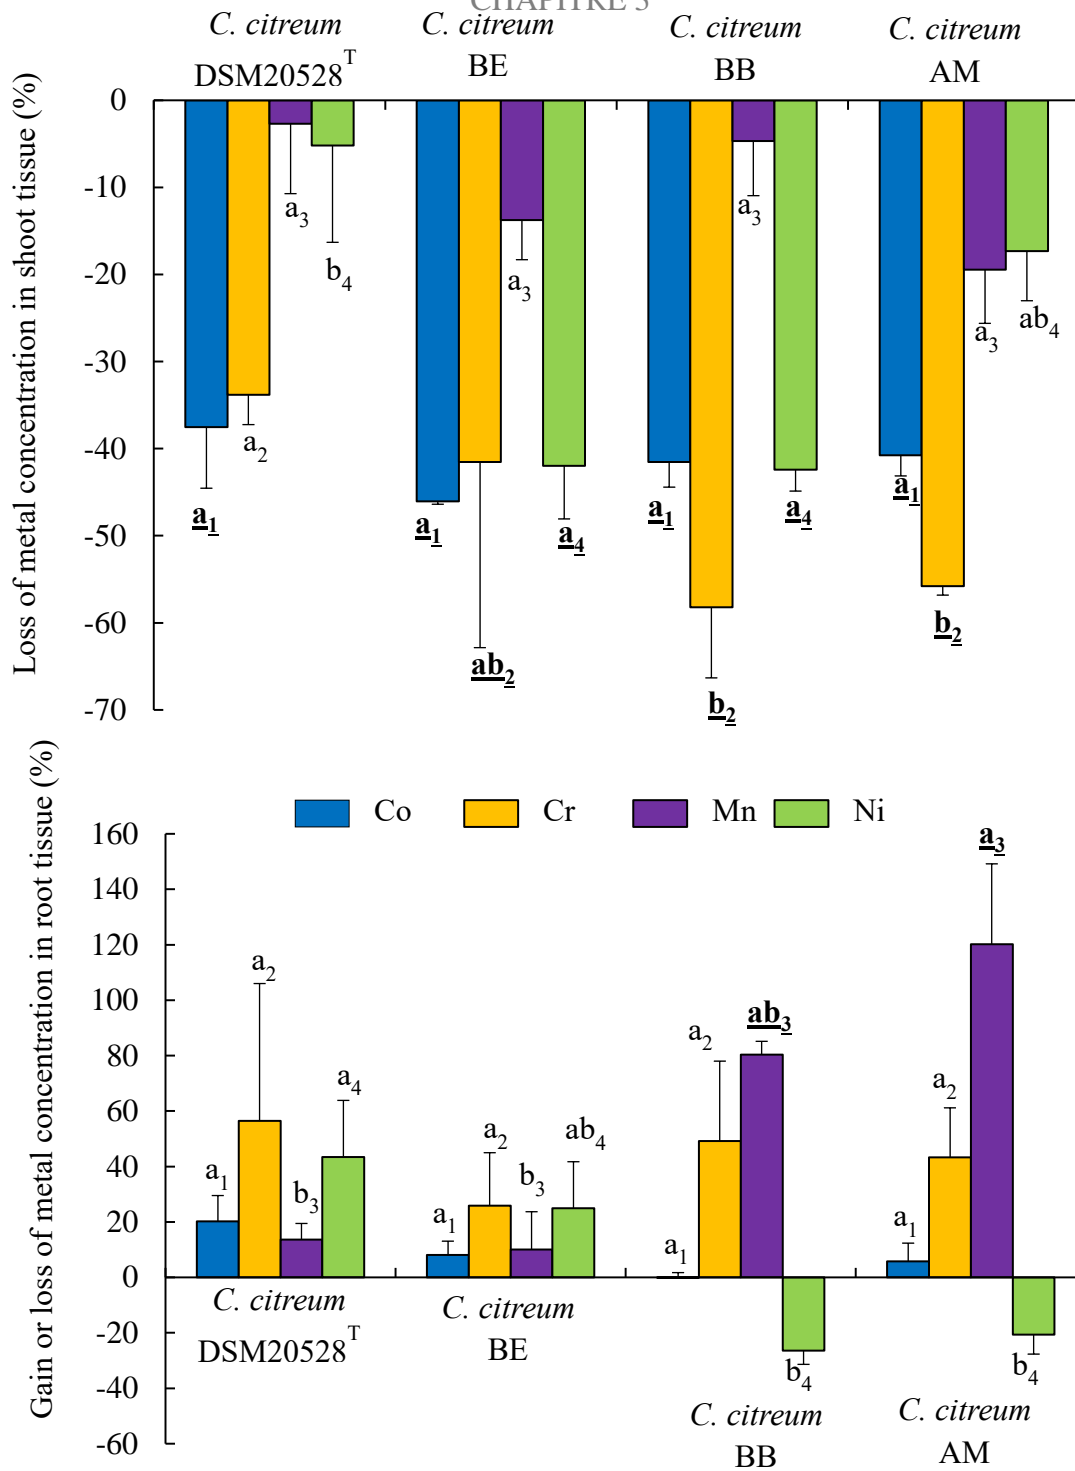 CHAPITRE 5
C. citreum C. citreum C. citreum C. citreum
DSM20528T BE BB AM
Loss of metal concentration in shoot tissue (%)
0
-10
-20
-30
-40
-50
-60
-70
a1 a2 a3 b4
a1 ab2 a3 a4
a1 b2 a3 a4
a1 b2 a3 ab4
Co Cr Mn Ni
Gain or loss of metal concentration in root tissue (%)
160
140
120
100
80
60
40
20
0
-20
-40
-60
a1 a2 b3 a4
a1 a2 b3 ab4
a1 a2 ab3 b4
a1 a2 a3 b4
C. citreum
DSM20528T
C. citreum
BE
C. citreum
BB
C. citreum
AM